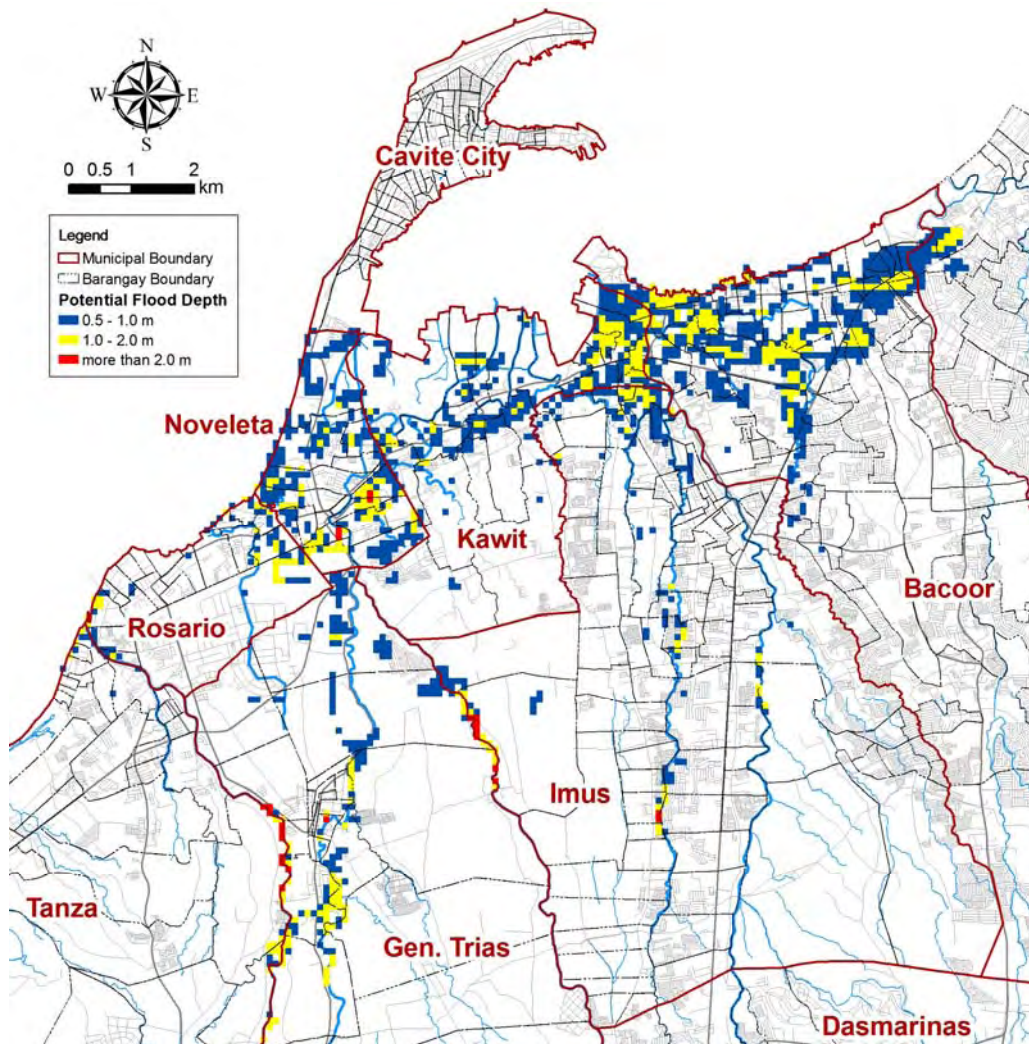 N
W E
S
0 0.5 1 2
km
Legend
Municipal Boundary
Barangay Boundary
Potential Flood Depth
0.5 - 1.0 m
1.0 - 2.0 m
more than 2.0 m
Cavite City
Noveleta
Kawit
Bacoor
Rosario
Imus
Tanza
Gen. Trias
Dasmarinas